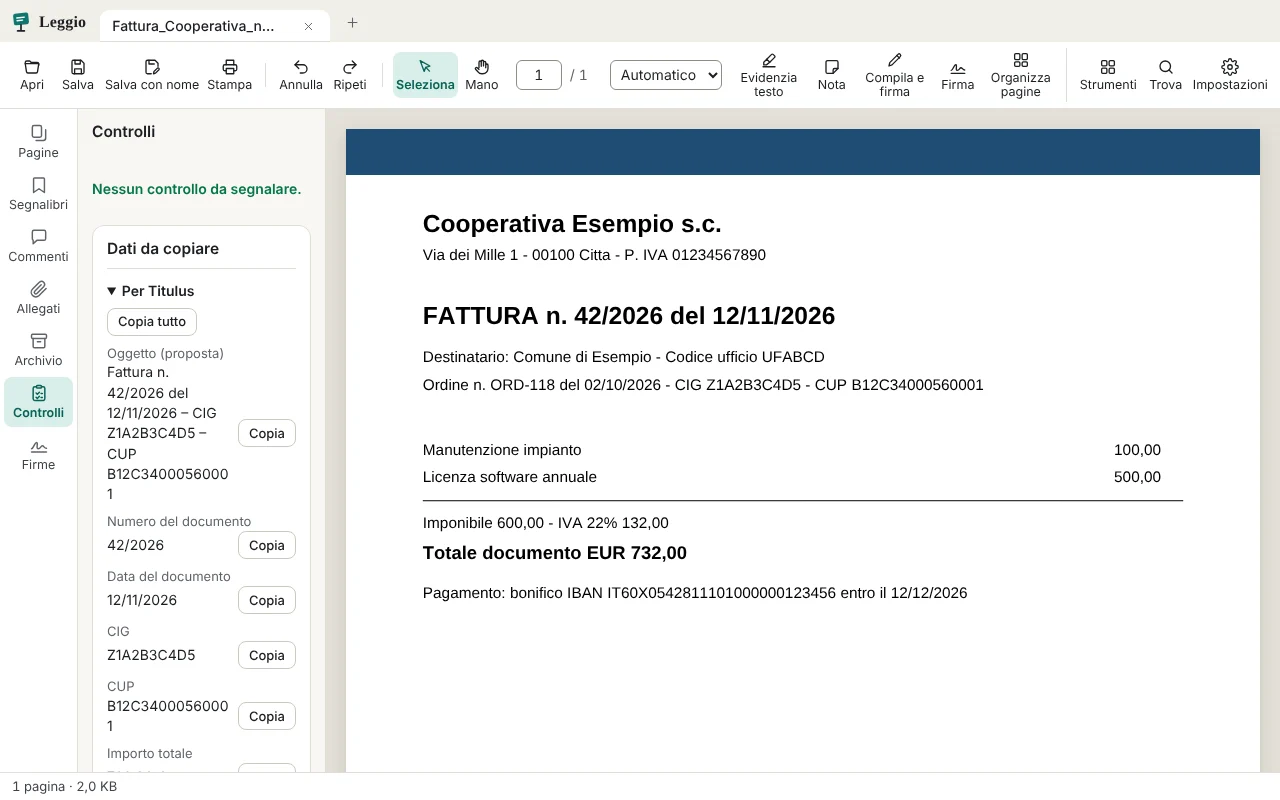 Leggio
Fattura_Cooperativa_n...
Apri
Salva
Salva con nome
Stampa
Annulla
Ripeti
Seleziona
Mano
1 / 1
Automatico
Evidenzia testo
Nota
Compila e firma
Firma
Organizza pagine
Strumenti
Trova
Impostazioni
Pagine
Segnalibri
Commenti
Allegati
Archivio
Controlli
Firme
Controlli
Nessun controllo da segnalare.
Dati da copiare
Per Titulus
Copia tutto
Oggetto (proposta)
Fattura n.
42/2026 del
12/11/2026 – CIG
Z1A2B3C4D5 –
CUP
B12C3400056000
1
Copia
Numero del documento
42/2026
Copia
Data del documento
12/11/2026
Copia
CIG
Z1A2B3C4D5
Copia
CUP
B12C3400056000
1
Copia
Importo totale
Cooperativa Esempio s.c.
Via dei Mille 1 - 00100 Citta - P. IVA 01234567890
FATTURA n. 42/2026 del 12/11/2026
Destinatario: Comune di Esempio - Codice ufficio UFABCD
Ordine n. ORD-118 del 02/10/2026 - CIG Z1A2B3C4D5 - CUP B12C34000560001
Manutenzione impianto 100,00
Licenza software annuale 500,00
Imponibile 600,00 - IVA 22% 132,00
Totale documento EUR 732,00
Pagamento: bonifico IBAN IT60X0542811101000000123456 entro il 12/12/2026
1 pagina · 2,0 KB